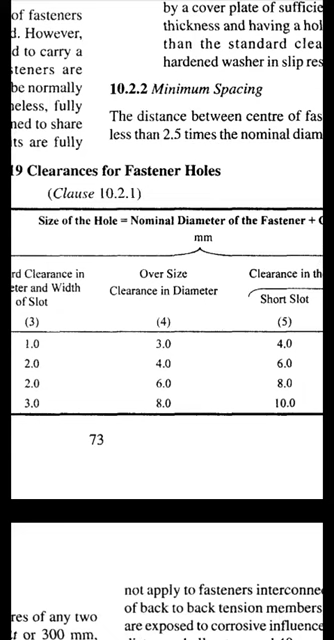 of fasteners
d. However,
d to carry a
steners are
be normally
neless, fully
ned to share
its are fully
by a cover plate of sufficie
thickness and having a hol
than the standard clea
hardened washer in slip res
10.2.2 Minimum Spacing
The distance between centre of fas
less than 2.5 times the nominal diam
19 Clearances for Fastener Holes
(Clause 10.2.1)
Size of the Hole = Nominal Diameter of the Fastener + C
mm
rd Clearance in
eter and Width
of Slot
Over Size
Clearance in Diameter
Clearance in th
Short Slot
(3) (4) (5)
1.0 3.0 4.0
2.0 4.0 6.0
2.0 6.0 8.0
3.0 8.0 10.0
73
res of any two
t or 300 mm,
not apply to fasteners interconne
of back to back tension members
are exposed to corrosive influence